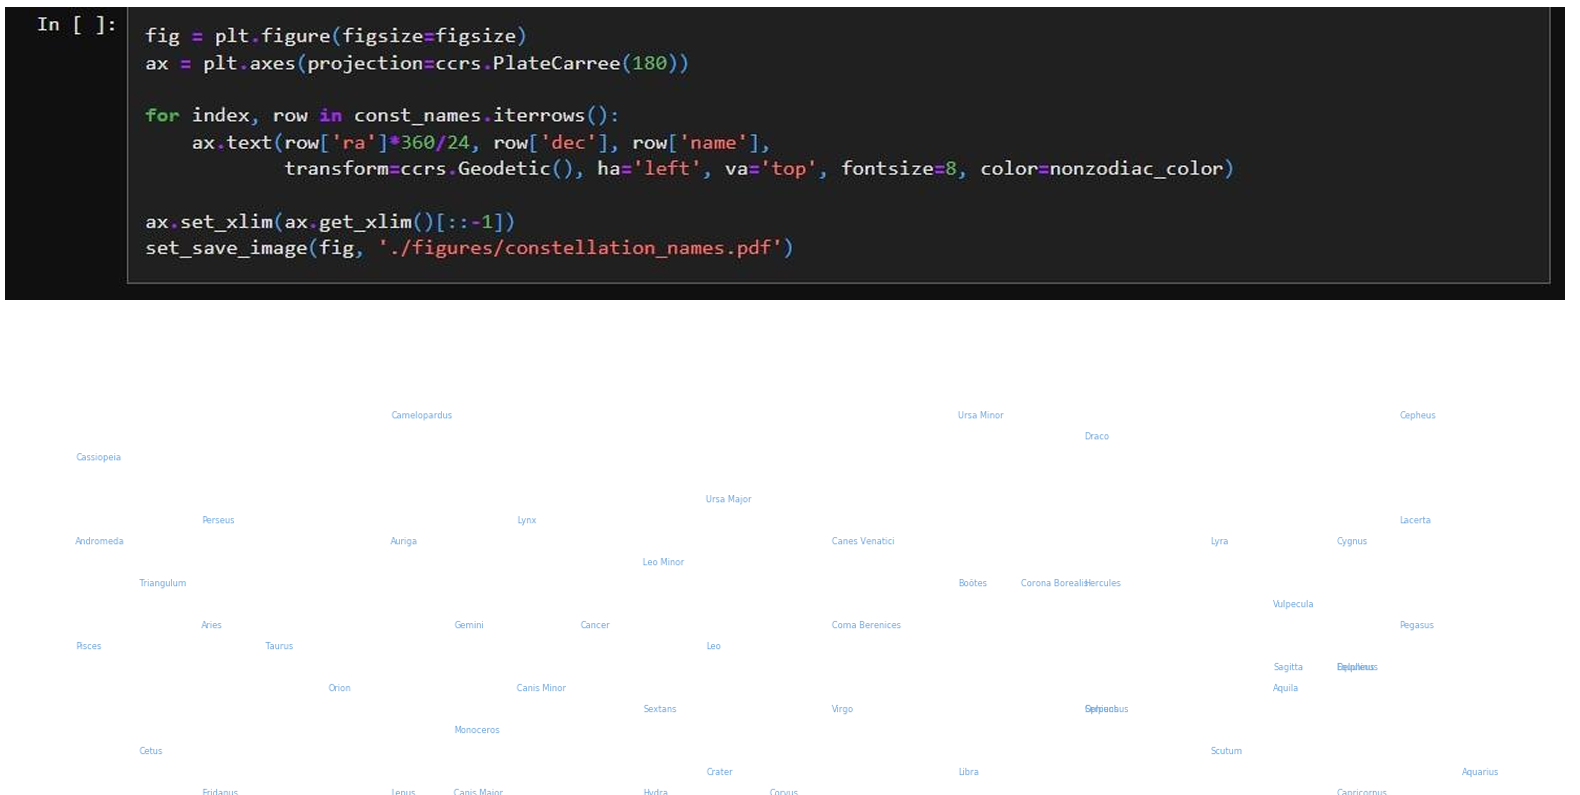 In [ ]:
fig = plt.figure(figsize=figsize)
ax = plt.axes(projection=ccrs.PlateCarree(180))
for index, row in const_names.iterrows():
ax.text(row['ra']*360/24, row['dec'], row['name'],
transform=ccrs.Geodetic(), ha='left', va='top', fontsize=8, color=nonzodiac_color)
ax.set_xlim(ax.get_xlim()[::-1])
set_save_image(fig, './figures/constellation_names.pdf')
Camelopardus Ursa Minor Cepheus
Draco
Cassiopeia
Ursa Major
Perseus Lynx Lacerta
Andromeda Auriga Canes Venatici Lyra Cygnus
Leo Minor
Triangulum Boötes Corona Borealis Hercules
Vulpecula
Aries Gemini Cancer Coma Berenices Pegasus
Pisces Taurus Leo
Sagitta
Orion Canis Minor Aquila
Sextans Virgo
Monoceros
Cetus Scutum
Crater Libra Aquarius
Eridanus Lepus Canis Major Hydra Corvus Capricornus